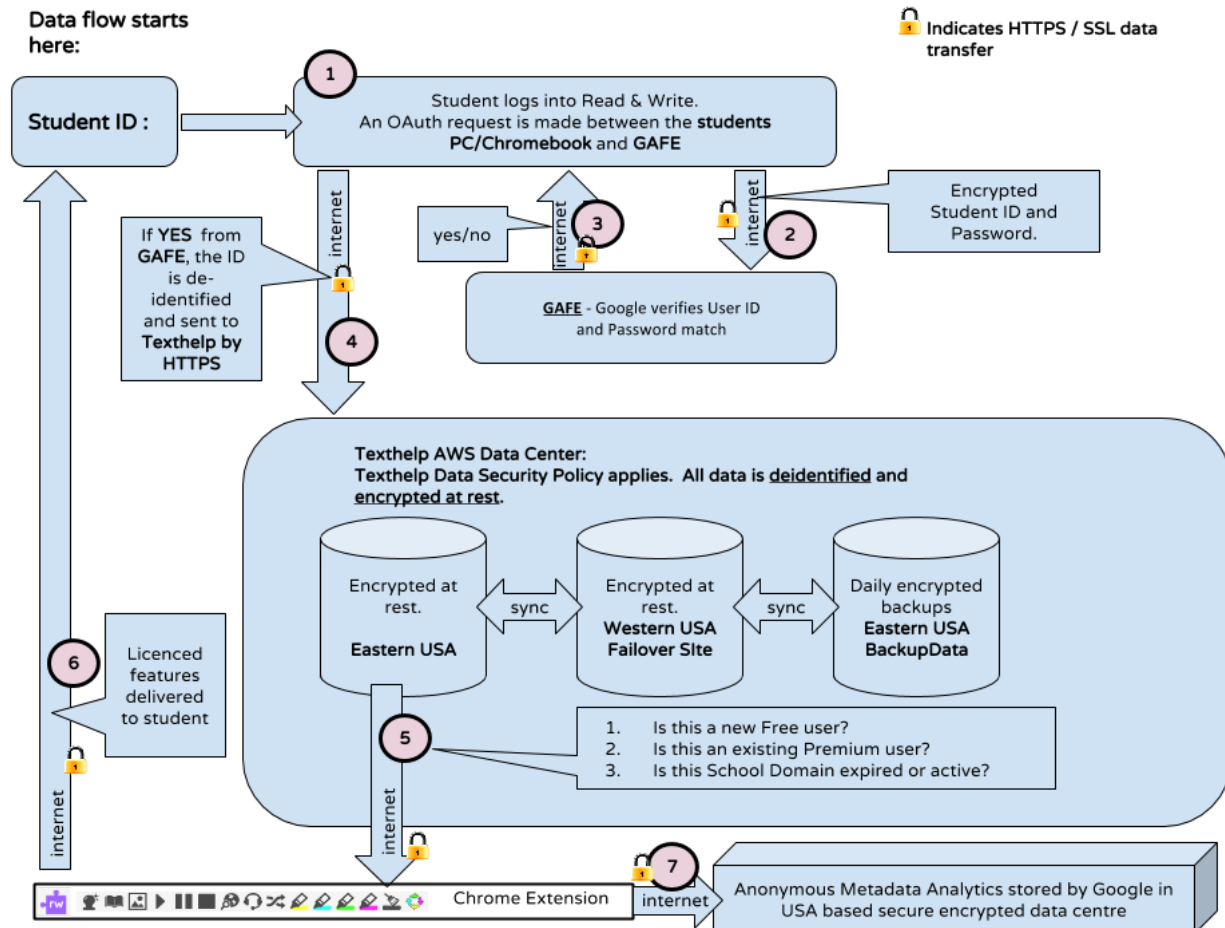 Data flow starts
here:
Indicates HTTPS / SSL data
transfer
1
Student ID :
Student logs into Read & Write.
An OAuth request is made between the students
PC/Chromebook and GAFE
internet
If YES from
GAFE, the ID
is de-
identified
and sent to
Texthelp by
HTTPS
4
yes/no
internet
3
internet
2
Encrypted
Student ID and
Password.
GAFE - Google verifies User ID
and Password match
Texthelp AWS Data Center:
Texthelp Data Security Policy applies. All data is deidentified and
encrypted at rest.
Encrypted at
rest.
Eastern USA
sync
Encrypted at
rest.
Western USA
Failover SIte
sync
Daily encrypted
backups
Eastern USA
BackupData
6
Licenced
features
delivered
to student
internet
5
internet
1. Is this a new Free user?
2. Is this an existing Premium user?
3. Is this School Domain expired or active?
rw
Chrome Extension
7
internet
Anonymous Metadata Analytics stored by Google in
USA based secure encrypted data centre